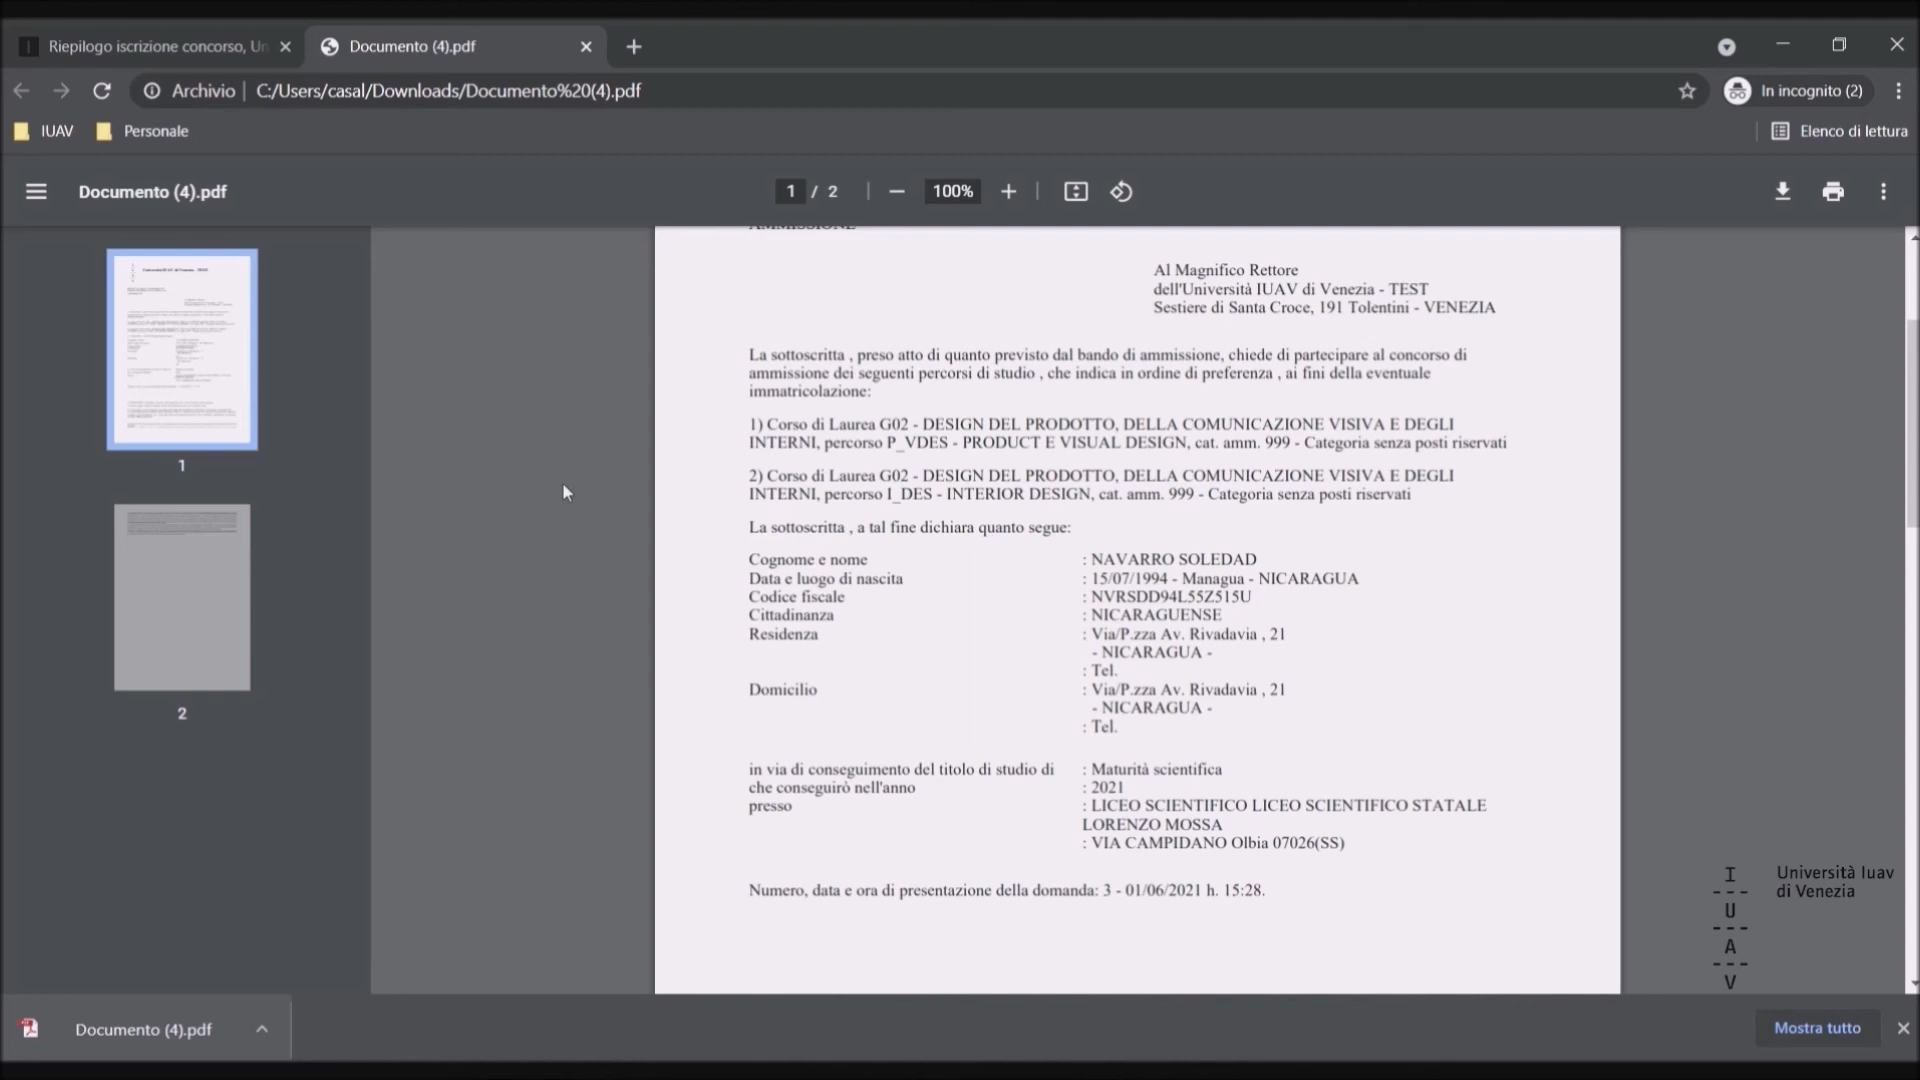 Riepilogo iscrizione concorso, Un
Documento (4).pdf
Archivio | C:/Users/casal/Downloads/Documento%20(4).pdf
In incognito (2)
IUAV
Personale
Elenco di lettura
Documento (4).pdf
1 / 2
100%
AMMISSIONE
Al Magnifico Rettore
dell'Università IUAV di Venezia - TEST
Sestiere di Santa Croce, 191 Tolentini - VENEZIA
La sottoscritta , preso atto di quanto previsto dal bando di ammissione, chiede di partecipare al concorso di
ammissione dei seguenti percorsi di studio , che indica in ordine di preferenza , ai fini della eventuale
immatricolazione:
1) Corso di Laurea G02 - DESIGN DEL PRODOTTO, DELLA COMUNICAZIONE VISIVA E DEGLI
INTERNI, percorso P_VDES - PRODUCT E VISUAL DESIGN, cat. amm. 999 - Categoria senza posti riservati
2) Corso di Laurea G02 - DESIGN DEL PRODOTTO, DELLA COMUNICAZIONE VISIVA E DEGLI
INTERNI, percorso I_DES - INTERIOR DESIGN, cat. amm. 999 - Categoria senza posti riservati
La sottoscritta , a tal fine dichiara quanto segue:
Cognome e nome : NAVARRO SOLEDAD
Data e luogo di nascita : 15/07/1994 - Managua - NICARAGUA
Codice fiscale : NVRSDD94L55Z515U
Cittadinanza : NICARAGUENSE
Residenza : Via/P.zza Av. Rivadavia , 21
- NICARAGUA -
: Tel.
Domicilio : Via/P.zza Av. Rivadavia , 21
- NICARAGUA -
: Tel.
in via di conseguimento del titolo di studio di : Maturità scientifica
che conseguirò nell'anno : 2021
presso : LICEO SCIENTIFICO LICEO SCIENTIFICO STATALE
LORENZO MOSSA
: VIA CAMPIDANO Olbia 07026(SS)
Numero, data e ora di presentazione della domanda: 3 - 01/06/2021 h. 15:28.
1
2
I
---
U
---
A
---
V
Università Iuav
di Venezia
Documento (4).pdf
Mostra tutto